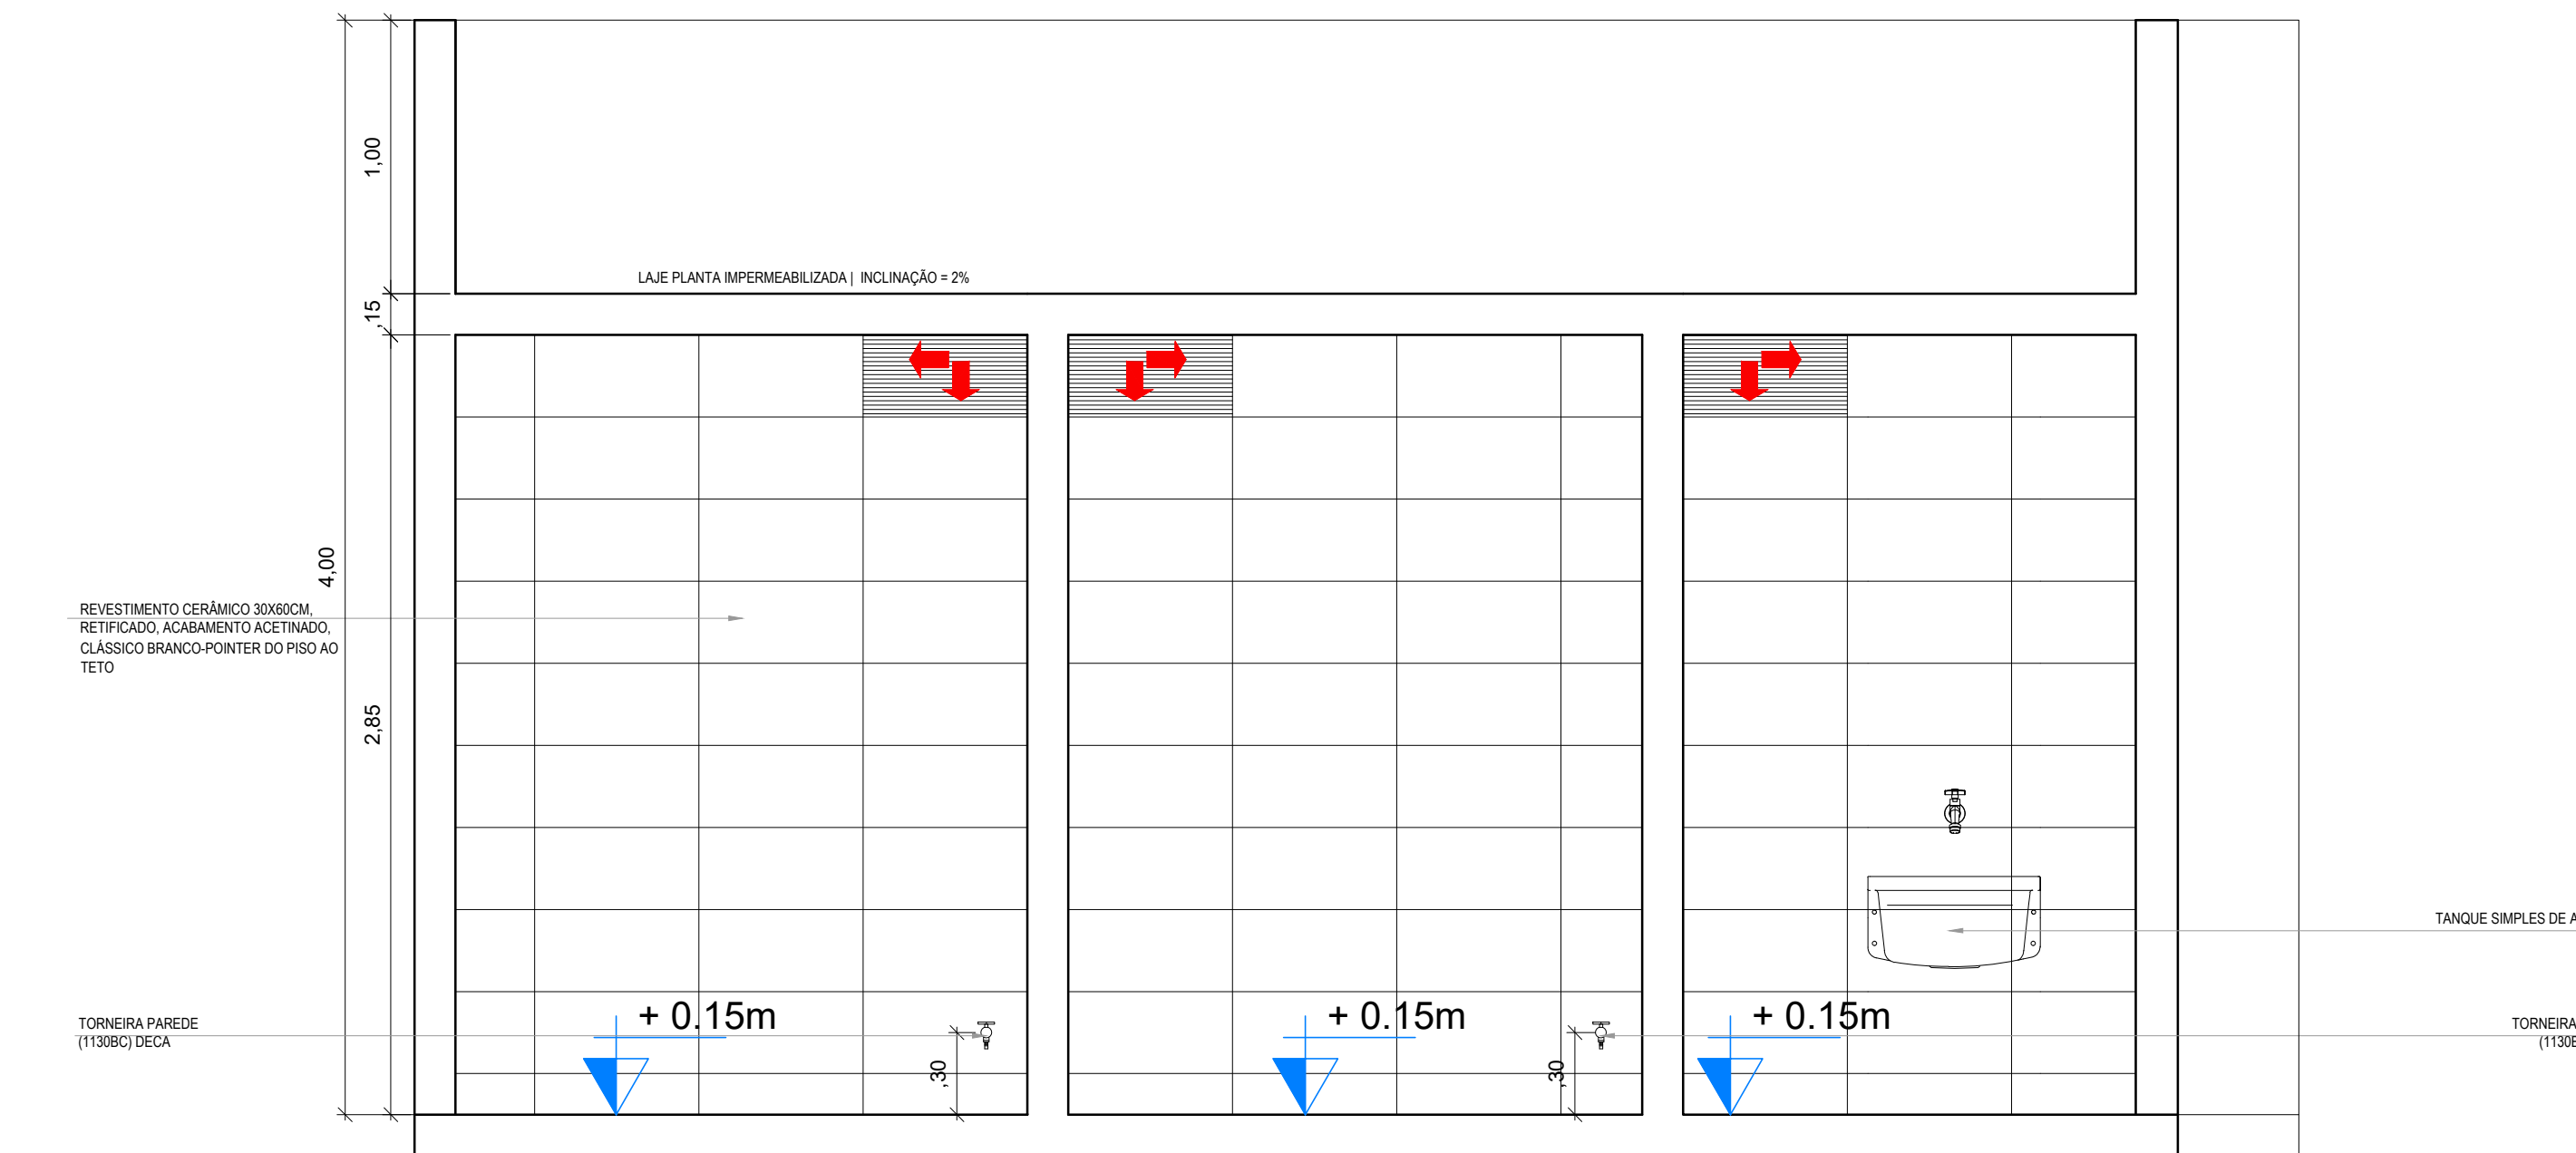 1,00
LAJE PLANTA IMPERMEABILIZADA | INCLINAÇÃO = 2%
,15
4,00
REVESTIMENTO CERÂMICO 30X60CM,
RETIFICADO, ACABAMENTO ACETINADO,
CLÁSSICO BRANCO-POINTER DO PISO AO
TETO
2,85
TANQUE SIMPLES DE A
TORNEIRA PAREDE
(1130BC) DECA
+ 0.15m
,30
+ 0.15m
,30
+ 0.15m
TORNEIRA
(1130B